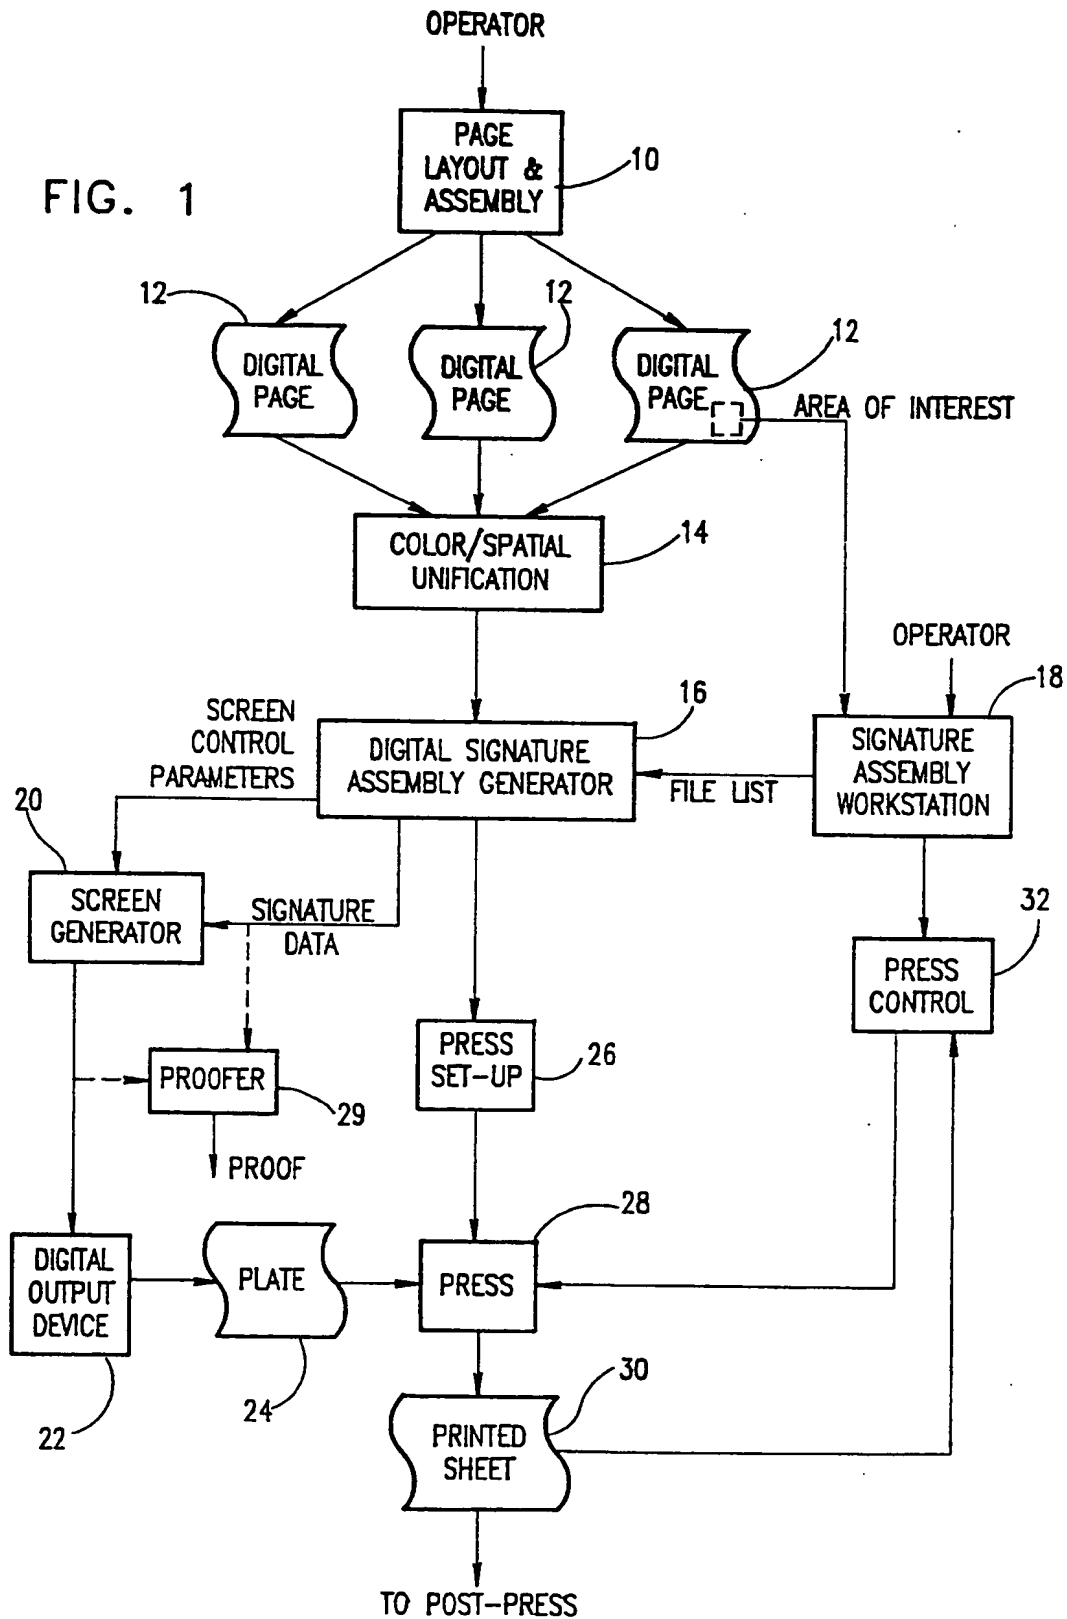 OPERATOR
PAGE
LAYOUT &
ASSEMBLY
10
FIG. 1
12
12
12
DIGITAL
PAGE
DIGITAL
PAGE
DIGITAL
PAGE
AREA OF INTEREST
COLOR/SPATIAL
UNIFICATION
14
OPERATOR
18
SIGNATURE
ASSEMBLY
WORKSTATION
16
SCREEN
CONTROL
PARAMETERS
DIGITAL SIGNATURE
ASSEMBLY GENERATOR
FILE LIST
20
SCREEN
GENERATOR
SIGNATURE
DATA
32
PRESS
CONTROL
PRESS
SET-UP
26
PROOFER
29
PROOF
28
DIGITAL
OUTPUT
DEVICE
PLATE
PRESS
22
24
30
PRINTED
SHEET
TO POST-PRESS